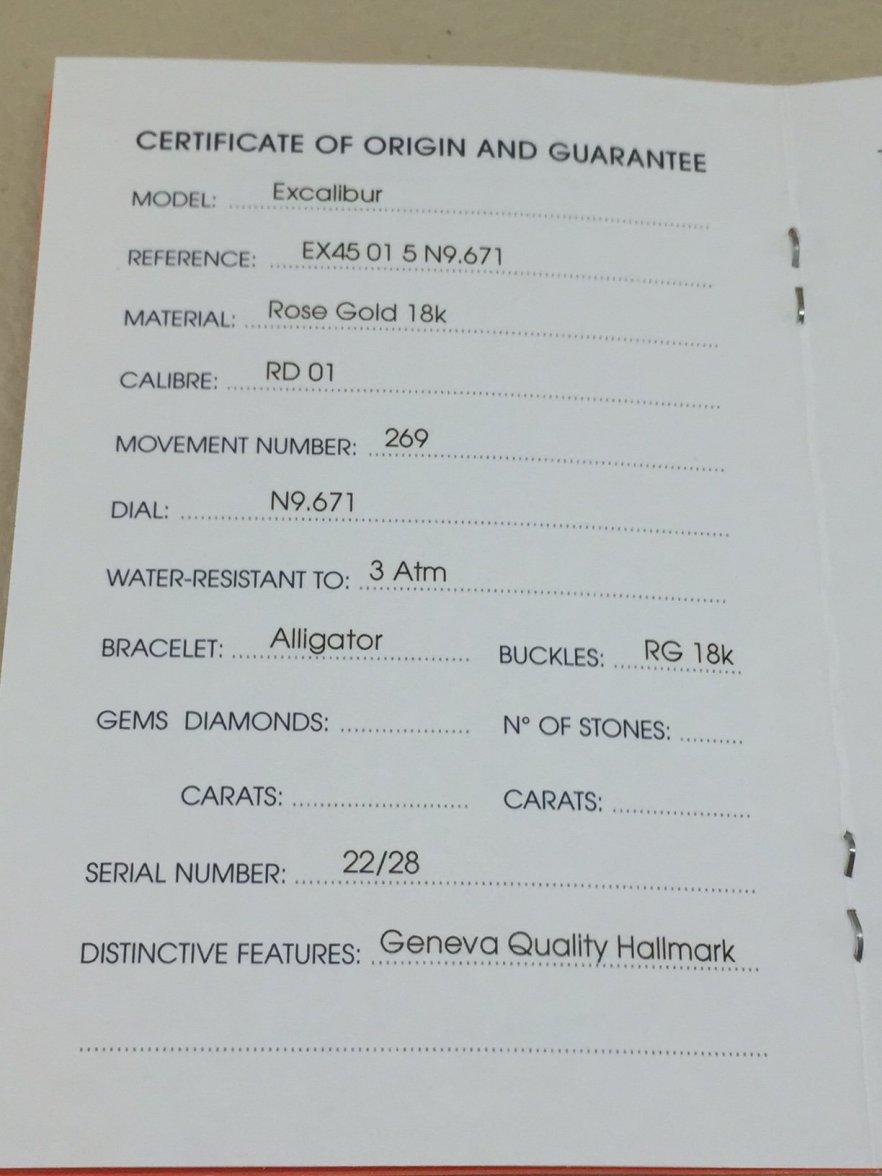 CERTIFICATE OF ORIGIN AND GUARANTEE
MODEL: Excalibur
REFERENCE: EX45 01 5 N9.671
MATERIAL: Rose Gold 18k
CALIBRE: RD 01
MOVEMENT NUMBER: 269
DIAL: N9.671
WATER-RESISTANT TO: 3 Atm
BRACELET: Alligator BUCKLES: RG 18k
GEMS DIAMONDS: N° OF STONES:
CARATS: CARATS:
SERIAL NUMBER: 22/28
DISTINCTIVE FEATURES: Geneva Quality Hallmark